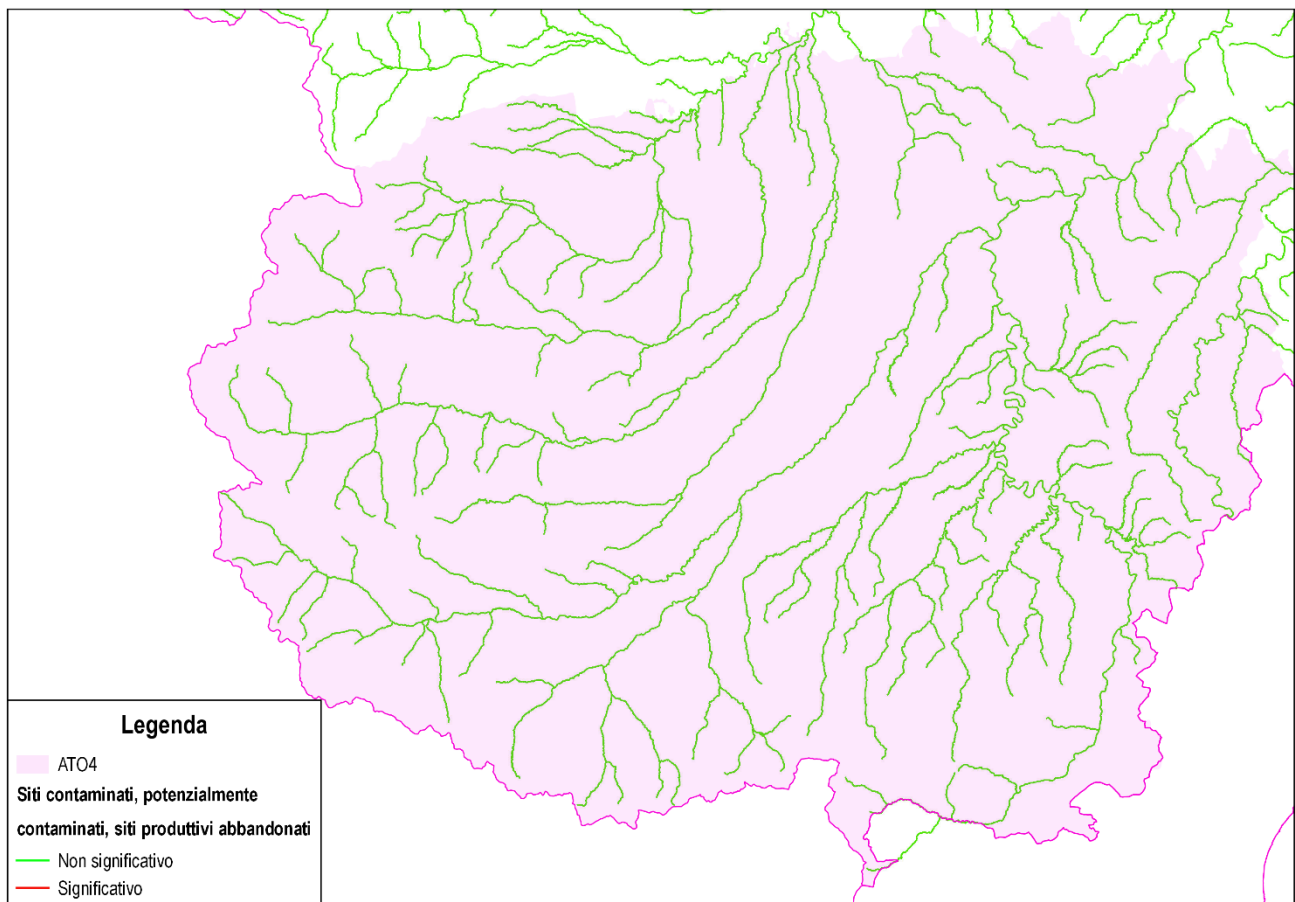 Legenda
ATO4
Siti contaminati, potenzialmente
contaminati, siti produttivi abbandonati
Non significativo
Significativo